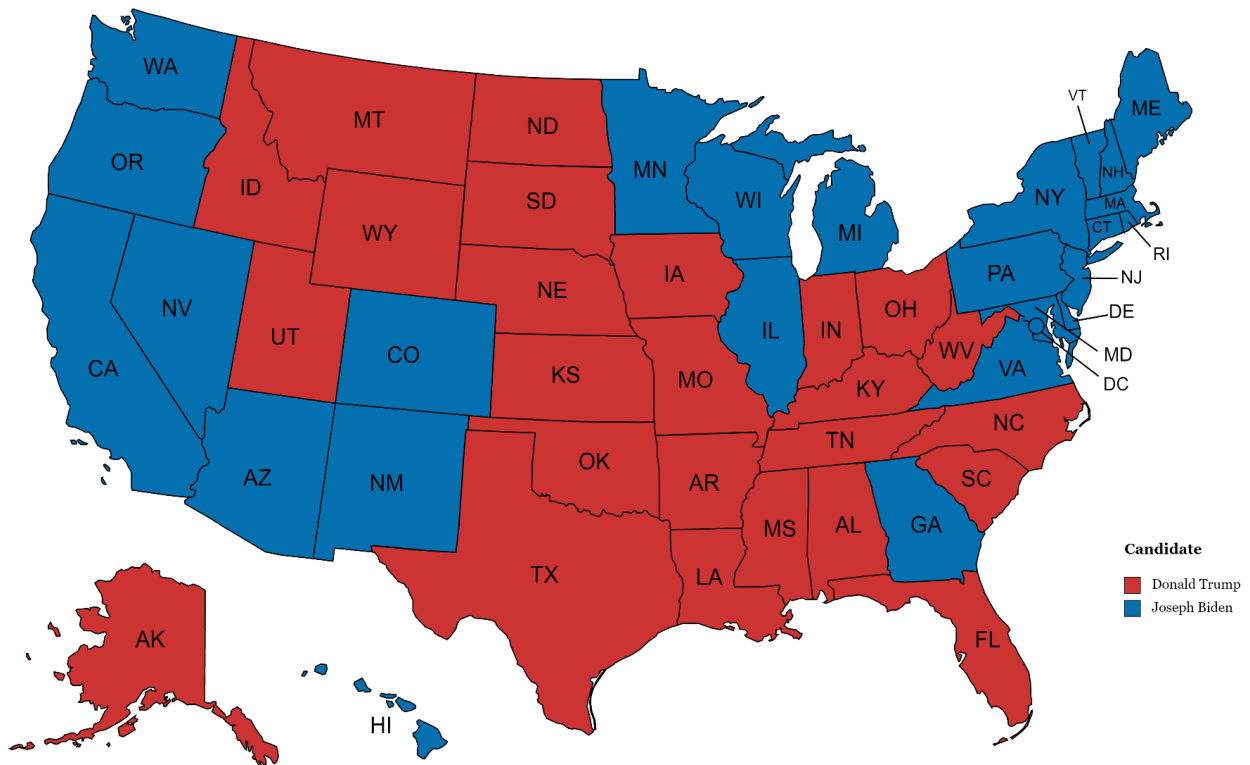 WA
OR
CA
NV
ID
MT
WY
UT
AZ
CO
NM
ND
SD
NE
KS
OK
TX
MN
IA
MO
AR
LA
WI
IL
MI
IN
OH
KY
TN
MS
AL
GA
FL
SC
NC
VA
WV
PA
NY
VT
NH
ME
MA
CT
RI
NJ
DE
MD
DC
AK
HI
Candidate
Donald Trump
Joseph Biden